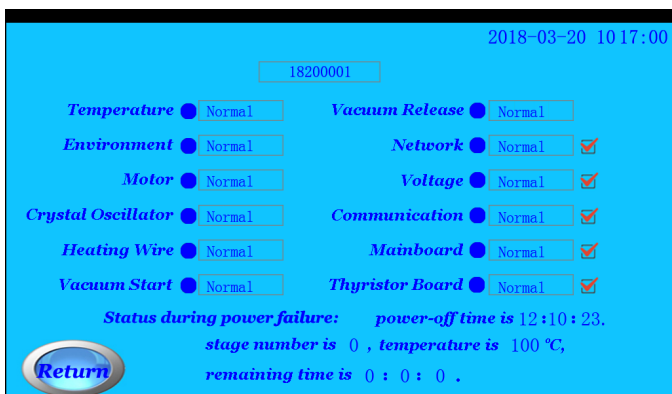 2018-03-20 10 17:00
18200001
Temperature Normal Vacuum Release Normal
Environment Normal Network Normal
Motor Normal Voltage Normal
Crystal Oscillator Normal Communication Normal
Heating Wire Normal Mainboard Normal
Vacuum Start Normal Thyristor Board Normal
Status during power failure: power-off time is 12:10:23.
stage number is 0 , temperature is 100 ℃,
Return
remaining time is 0 : 0 : 0 .